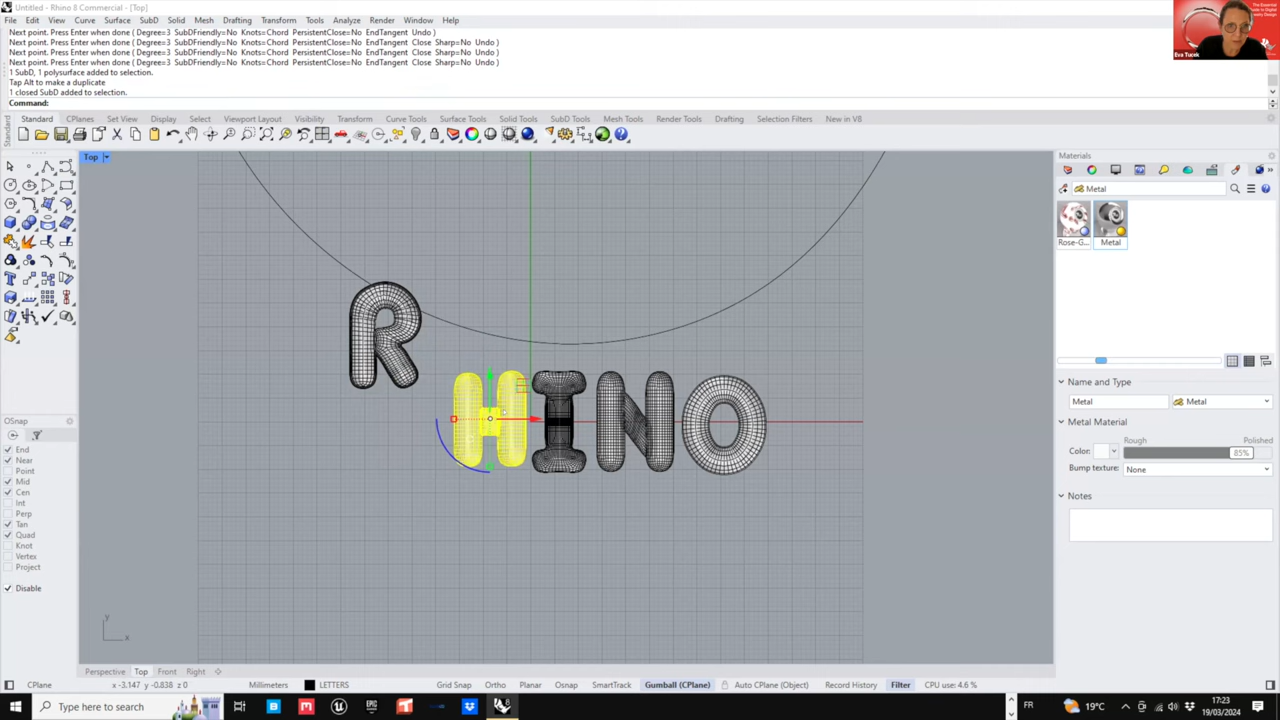 Untitled - Rhino 8 Commercial - [Top]
File Edit View Curve Surface SubD Solid Mesh Drafting Transform Tools Analyze Render Window Help
Next point. Press Enter when done ( Degree=3 SubDFriendly=No Knots=Chord PersistentClose=No EndTangent Undo )
Next point. Press Enter when done ( Degree=3 SubDFriendly=No Knots=Chord PersistentClose=No EndTangent Close Sharp=No Undo )
Next point. Press Enter when done ( Degree=3 SubDFriendly=No Knots=Chord PersistentClose=No EndTangent Close Sharp=No Undo )
Next point. Press Enter when done ( Degree=3 SubDFriendly=No Knots=Chord PersistentClose=No EndTangent Close Sharp=No Undo )
1 SubD, 1 polysurface added to selection.
Tap Alt to make a duplicate
1 closed SubD added to selection.
Command:
Eva Tucek
Standard
Standard CPlanes Set View Display Select Viewport Layout Visibility Transform Curve Tools Surface Tools Solid Tools SubD Tools Mesh Tools Render Tools Drafting Selection Filters New in V8
Top
Materials
Metal
Rose-G... Metal
R
HINO
Name and Type
Metal Metal
Metal Material
Rough Polished
Color: 85%
Bump texture: None
Notes
OSnap
End
Near
Point
Mid
Cen
Int
Perp
Tan
Quad
Knot
Vertex
Project
Disable
y
x
Perspective Top Front Right
CPlane x -3.147 y -0.838 z 0 Millimeters LETTERS Grid Snap Ortho Planar Osnap SmartTrack Gumball (CPlane) Auto CPlane (Object) Record History Filter CPU use: 4.6 %
Type here to search
19°C
FR
17:23
19/03/2024